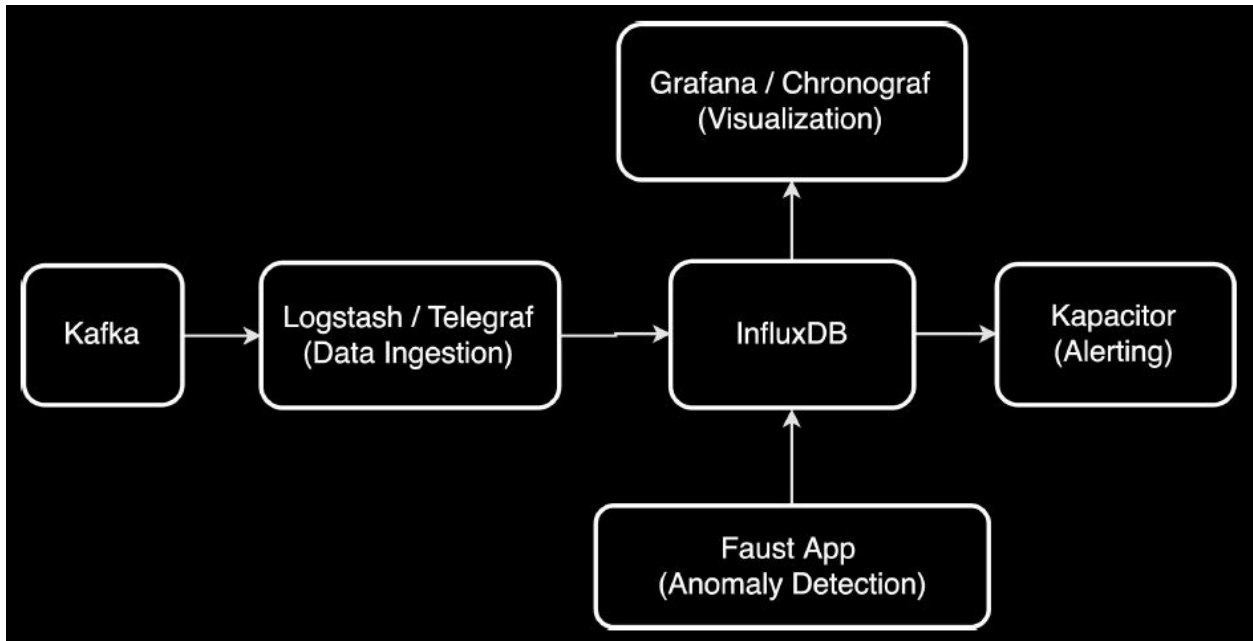 Grafana / Chronograf
(Visualization)
Kafka
Logstash / Telegraf
(Data Ingestion)
InfluxDB
Kapacitor
(Alerting)
Faust App
(Anomaly Detection)